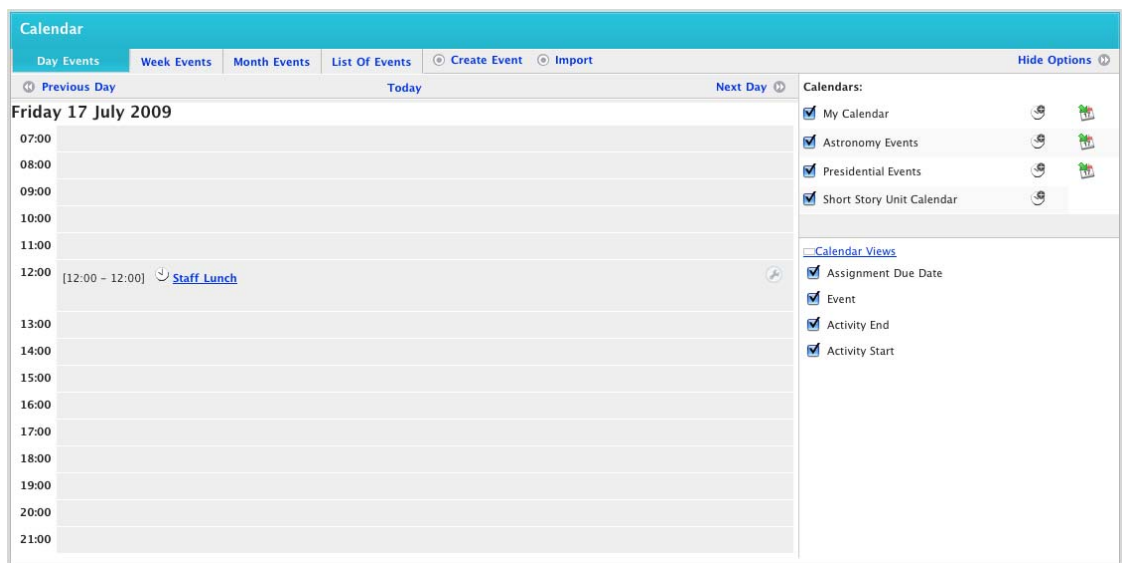 Calendar
Day Events Week Events Month Events List Of Events Create Event Import Hide Options
Previous Day Today Next Day
Friday 17 July 2009
07:00
08:00
09:00
10:00
11:00
12:00 [12:00 - 12:00] Staff Lunch
13:00
14:00
15:00
16:00
17:00
18:00
19:00
20:00
21:00
Calendars:
My Calendar
Astronomy Events
Presidential Events
Short Story Unit Calendar
Calendar Views
Assignment Due Date
Event
Activity End
Activity Start